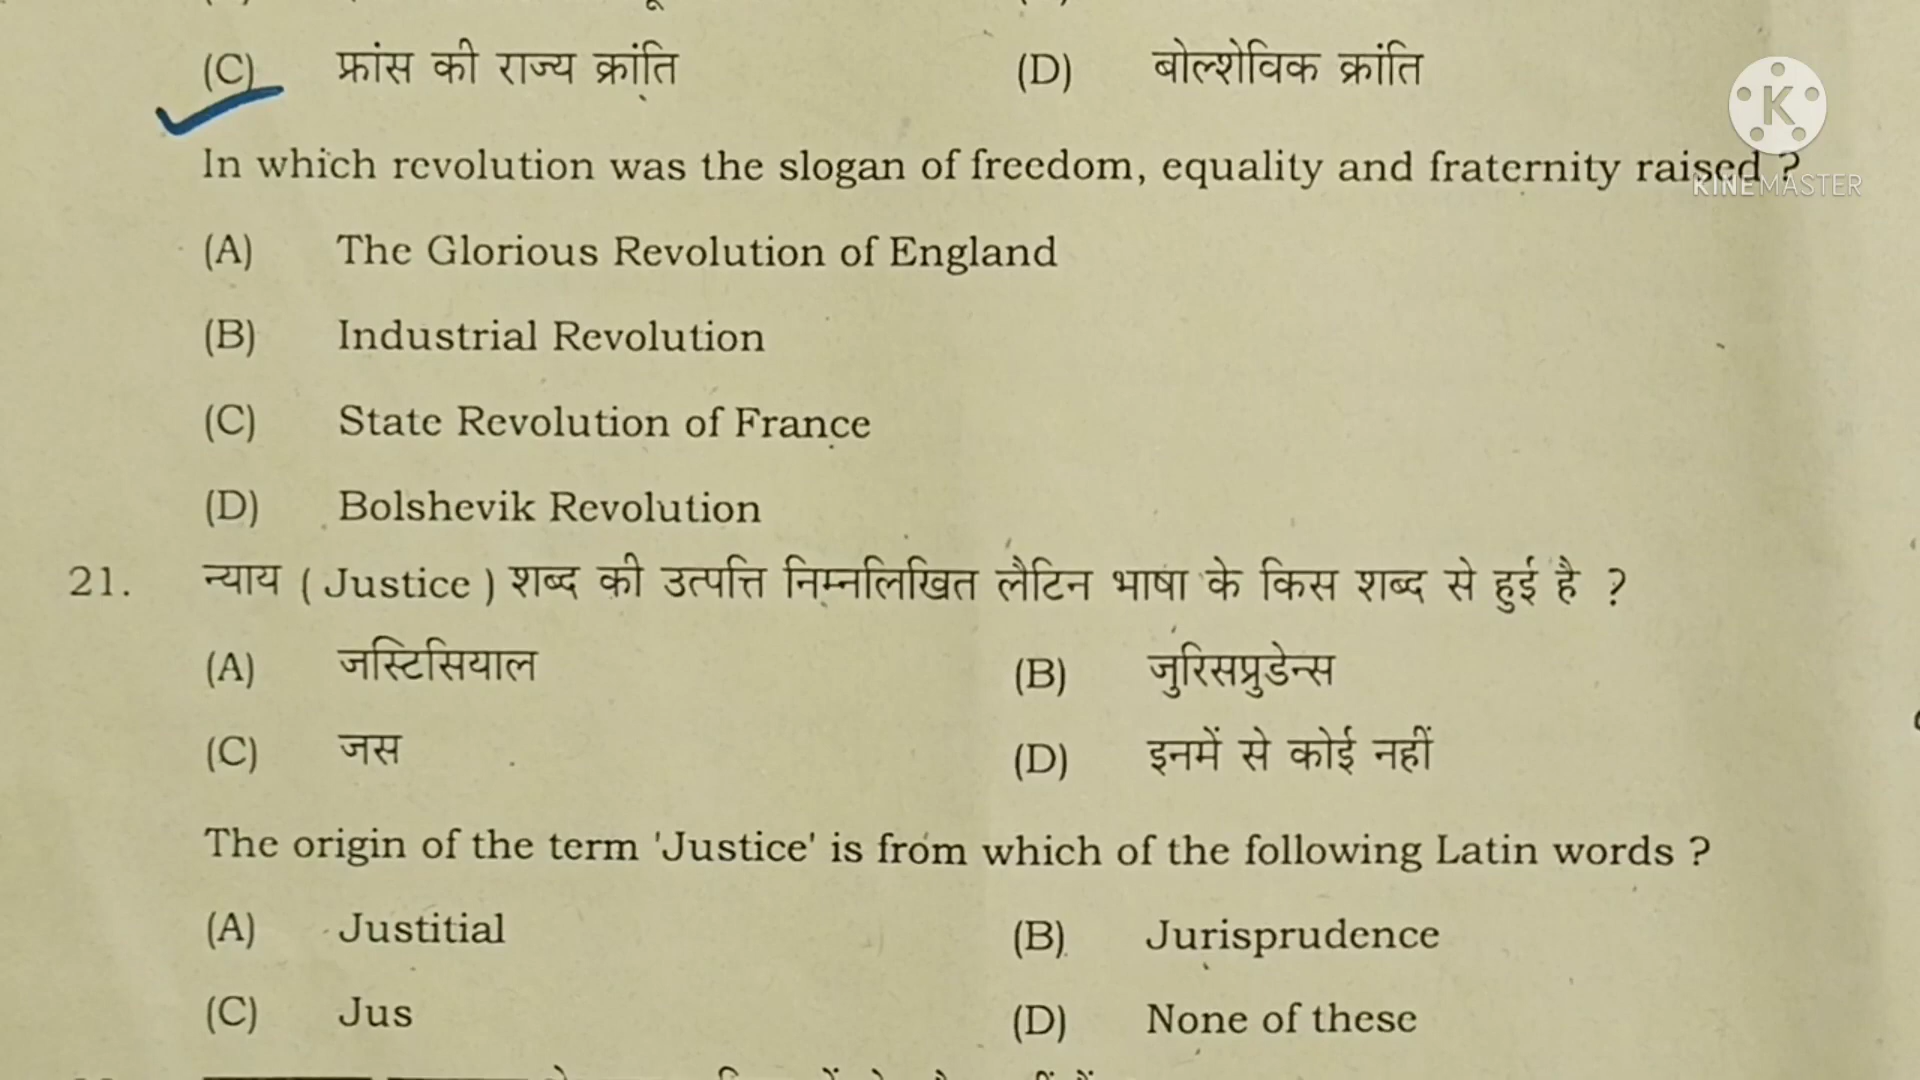 (C) फ्रांस की राज्य क्रांति (D) बोल्शेविक क्रांति
K
KINEMASTER
In which revolution was the slogan of freedom, equality and fraternity raised ?
(A) The Glorious Revolution of England
(B) Industrial Revolution
(C) State Revolution of France
(D) Bolshevik Revolution
21. न्याय ( Justice ) शब्द की उत्पत्ति निम्नलिखित लैटिन भाषा के किस शब्द से हुई है ?
(A) जस्टिसियाल (B) जुरिसप्रुडेन्स
(C) जस (D) इनमें से कोई नहीं
The origin of the term 'Justice' is from which of the following Latin words ?
(A) Justitial (B) Jurisprudence
(C) Jus (D) None of these